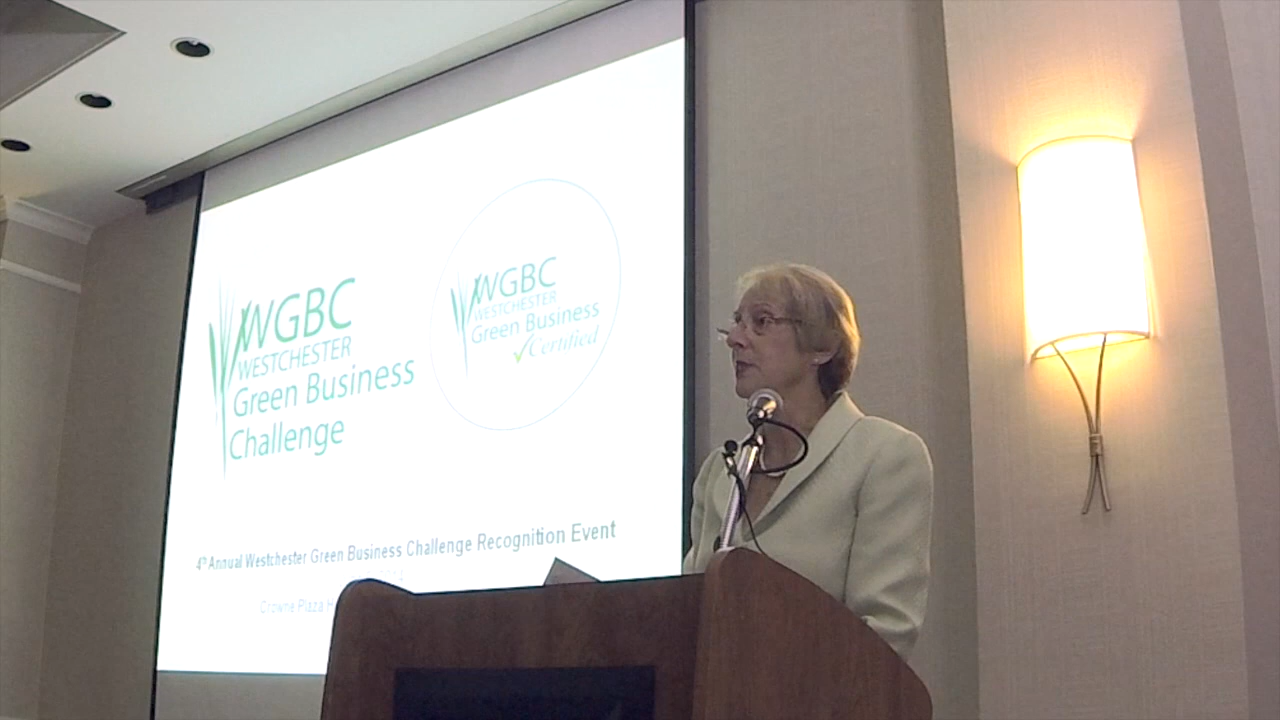 WGBC
WESTCHESTER
Green Business
Challenge
WGBC
WESTCHESTER
Green Business
✓Certified
4th Annual Westchester Green Business Challenge Recognition Event
Crowne Plaza